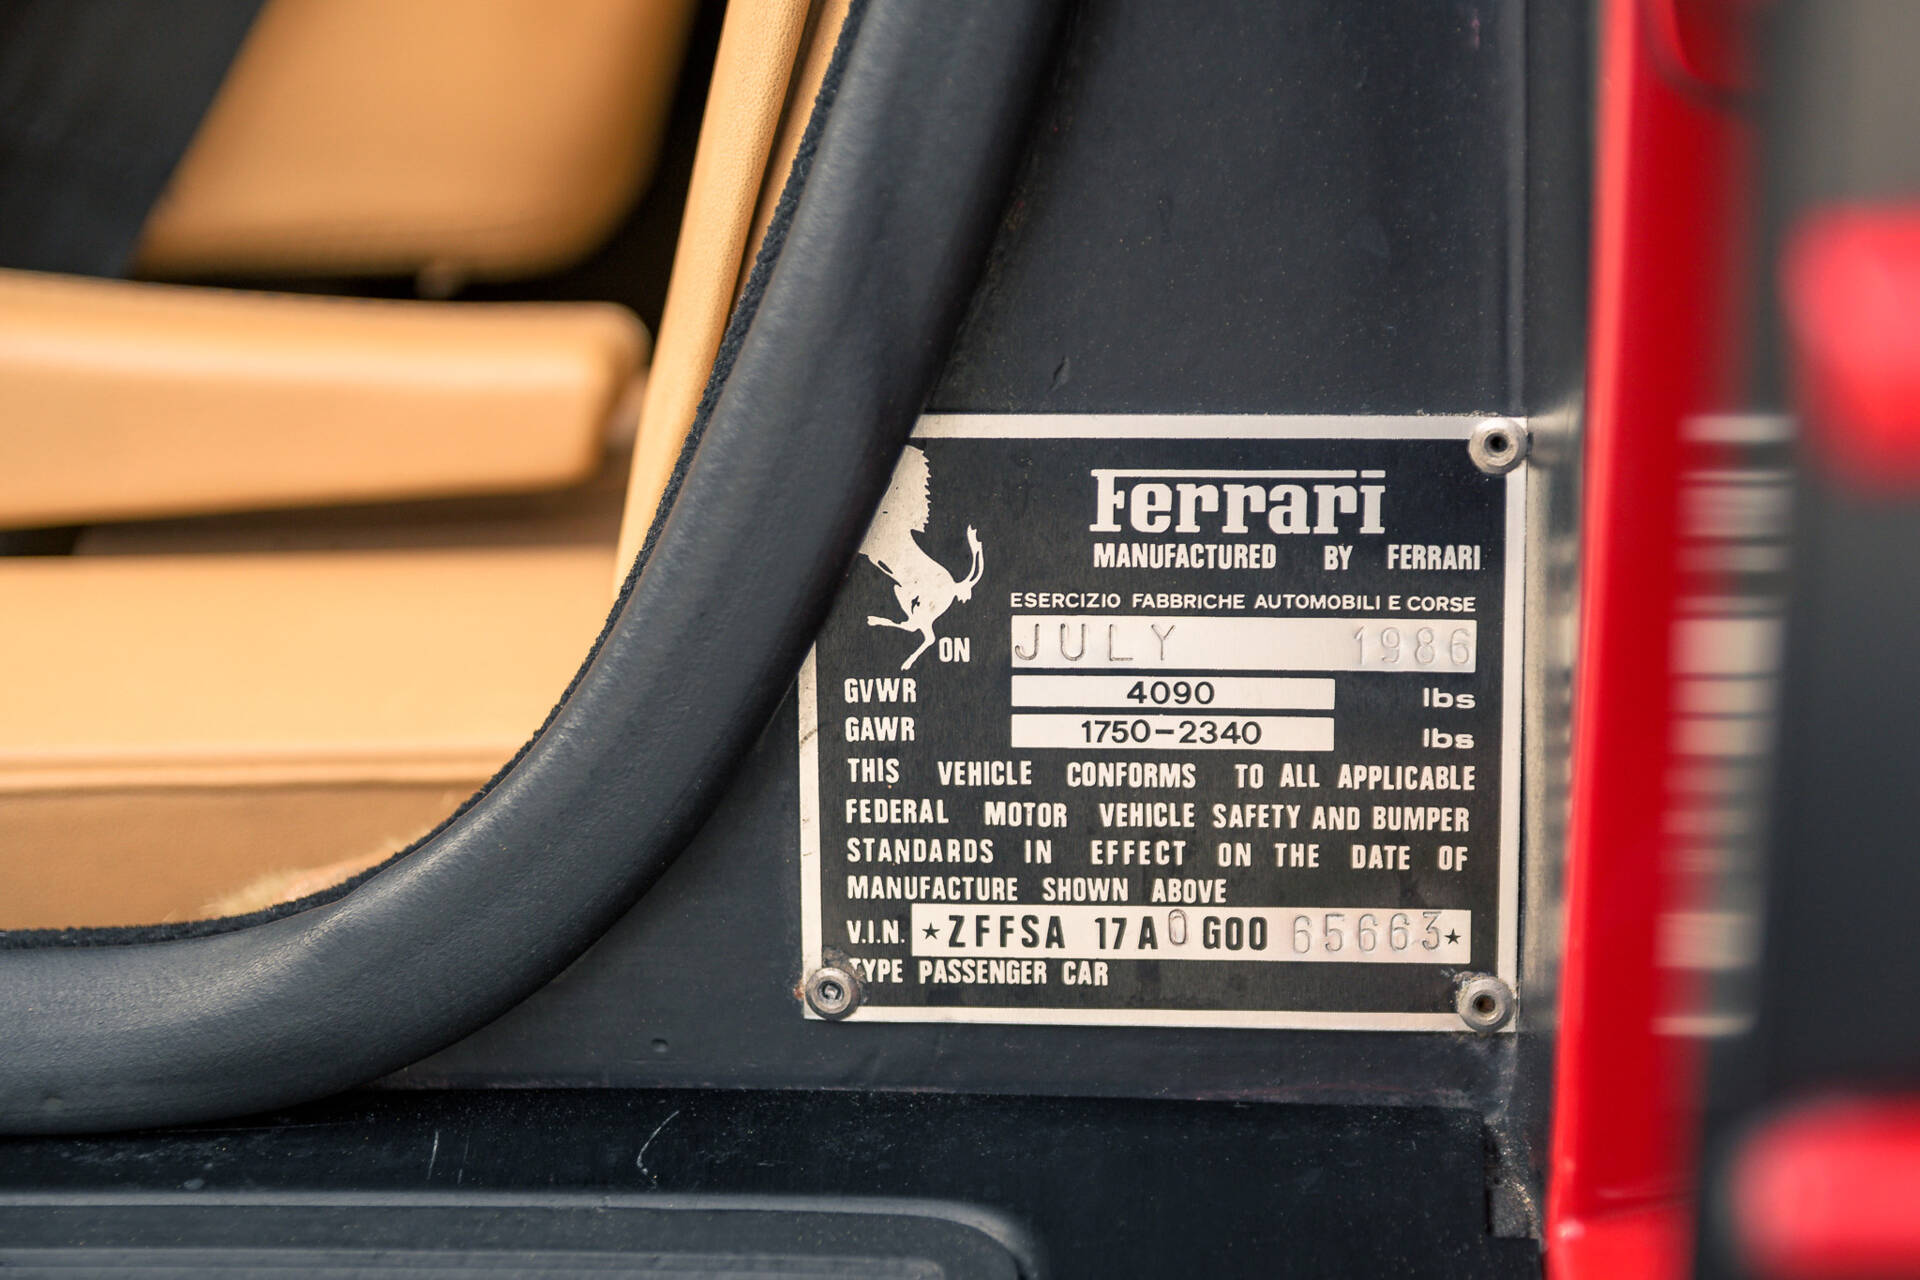 Ferrari
MANUFACTURED BY FERRARI
ESERCIZIO FABBRICHE AUTOMOBILI E CORSE
ON JULY 1986
GVWR 4090 lbs
GAWR 1750-2340 lbs
THIS VEHICLE CONFORMS TO ALL APPLICABLE
FEDERAL MOTOR VEHICLE SAFETY AND BUMPER
STANDARDS IN EFFECT ON THE DATE OF
MANUFACTURE SHOWN ABOVE
V.I.N. ★ZFFSA 17A0G00 65663★
TYPE PASSENGER CAR